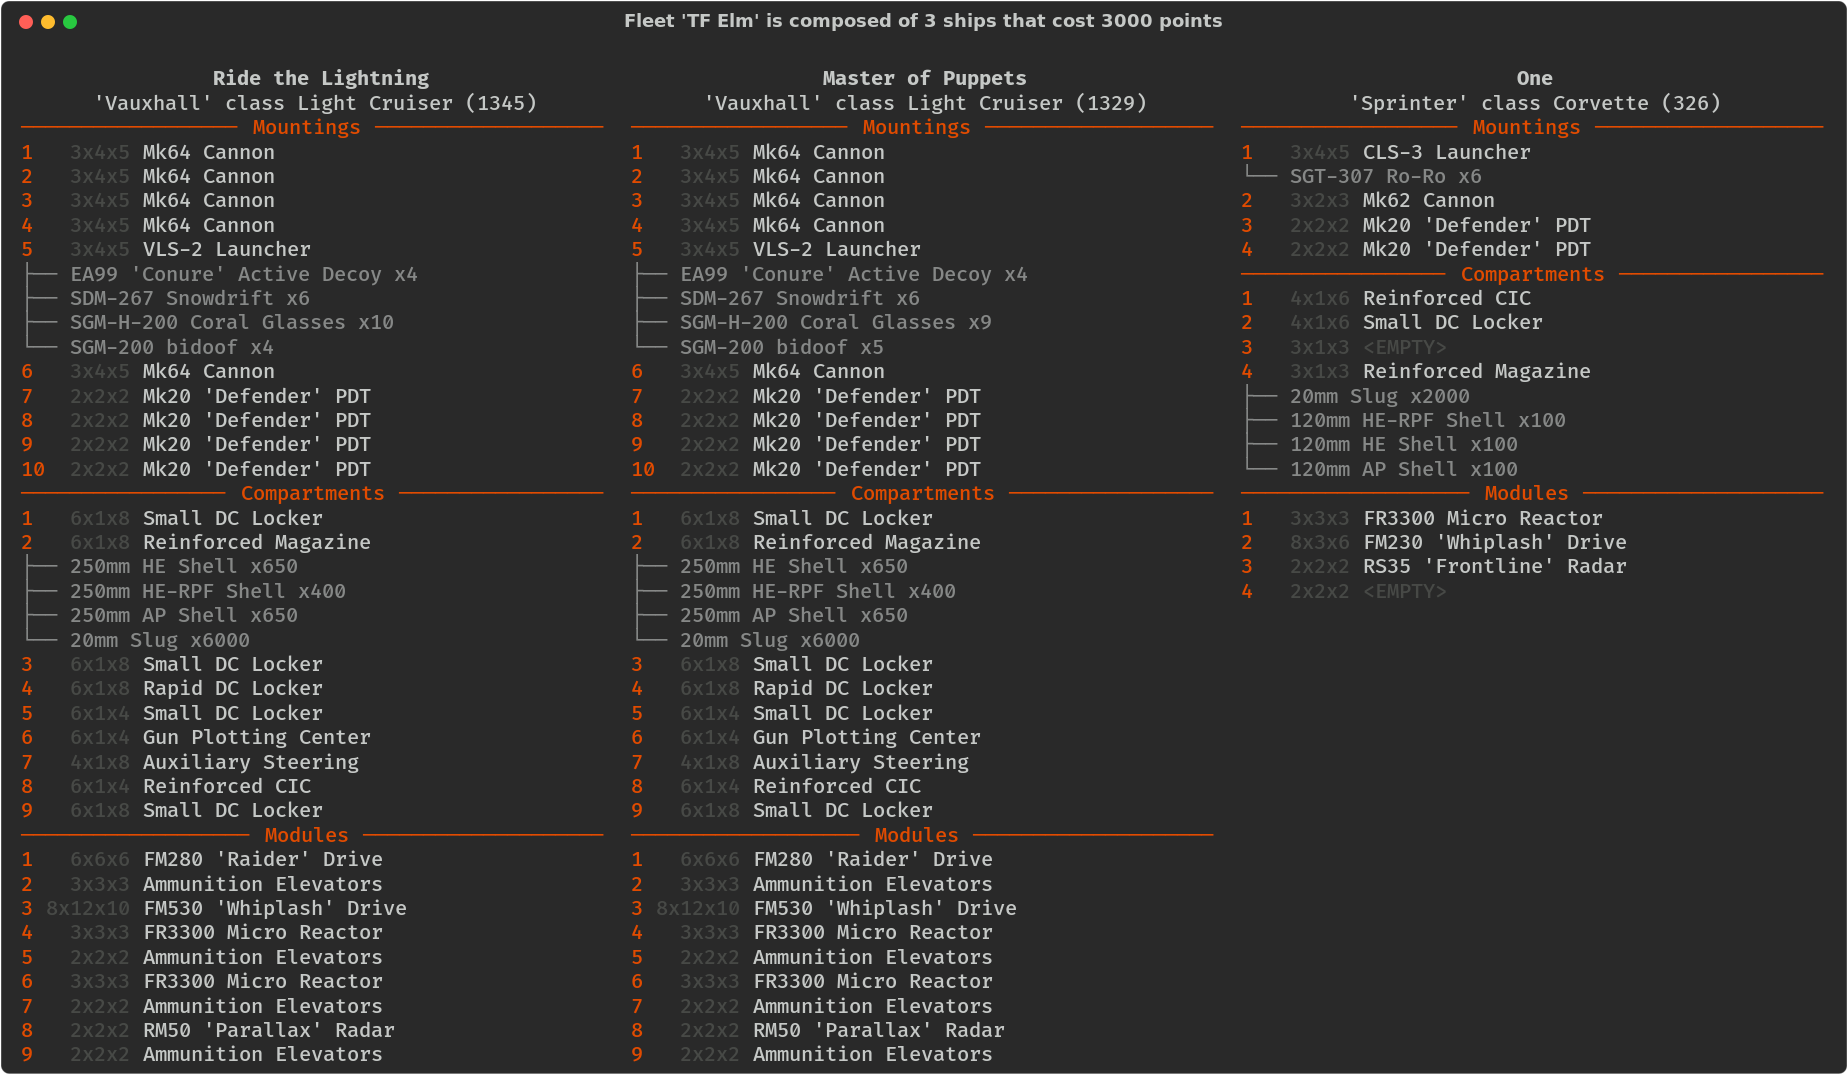 Fleet 'TF Elm' is composed of 3 ships that cost 3000 points
Ride the Lightning
'Vauxhall' class Light Cruiser (1345)
Mountings
1 3x4x5 Mk64 Cannon
2 3x4x5 Mk64 Cannon
3 3x4x5 Mk64 Cannon
4 3x4x5 Mk64 Cannon
5 3x4x5 VLS-2 Launcher
EA99 'Conure' Active Decoy x4
SDM-267 Snowdrift x6
SGM-H-200 Coral Glasses x10
SGM-200 bidoof x4
6 3x4x5 Mk64 Cannon
7 2x2x2 Mk20 'Defender' PDT
8 2x2x2 Mk20 'Defender' PDT
9 2x2x2 Mk20 'Defender' PDT
10 2x2x2 Mk20 'Defender' PDT
Compartments
1 6x1x8 Small DC Locker
2 6x1x8 Reinforced Magazine
250mm HE Shell x650
250mm HE-RPF Shell x400
250mm AP Shell x650
20mm Slug x6000
3 6x1x8 Small DC Locker
4 6x1x8 Rapid DC Locker
5 6x1x4 Small DC Locker
6 6x1x4 Gun Plotting Center
7 4x1x8 Auxiliary Steering
8 6x1x4 Reinforced CIC
9 6x1x8 Small DC Locker
Modules
1 6x6x6 FM280 'Raider' Drive
2 3x3x3 Ammunition Elevators
3 8x12x10 FM530 'Whiplash' Drive
4 3x3x3 FR3300 Micro Reactor
5 2x2x2 Ammunition Elevators
6 3x3x3 FR3300 Micro Reactor
7 2x2x2 Ammunition Elevators
8 2x2x2 RM50 'Parallax' Radar
9 2x2x2 Ammunition Elevators
Master of Puppets
'Vauxhall' class Light Cruiser (1329)
Mountings
1 3x4x5 Mk64 Cannon
2 3x4x5 Mk64 Cannon
3 3x4x5 Mk64 Cannon
4 3x4x5 Mk64 Cannon
5 3x4x5 VLS-2 Launcher
EA99 'Conure' Active Decoy x4
SDM-267 Snowdrift x6
SGM-H-200 Coral Glasses x9
SGM-200 bidoof x5
6 3x4x5 Mk64 Cannon
7 2x2x2 Mk20 'Defender' PDT
8 2x2x2 Mk20 'Defender' PDT
9 2x2x2 Mk20 'Defender' PDT
10 2x2x2 Mk20 'Defender' PDT
Compartments
1 6x1x8 Small DC Locker
2 6x1x8 Reinforced Magazine
250mm HE Shell x650
250mm HE-RPF Shell x400
250mm AP Shell x650
20mm Slug x6000
3 6x1x8 Small DC Locker
4 6x1x8 Rapid DC Locker
5 6x1x4 Small DC Locker
6 6x1x4 Gun Plotting Center
7 4x1x8 Auxiliary Steering
8 6x1x4 Reinforced CIC
9 6x1x8 Small DC Locker
Modules
1 6x6x6 FM280 'Raider' Drive
2 3x3x3 Ammunition Elevators
3 8x12x10 FM530 'Whiplash' Drive
4 3x3x3 FR3300 Micro Reactor
5 2x2x2 Ammunition Elevators
6 3x3x3 FR3300 Micro Reactor
7 2x2x2 Ammunition Elevators
8 2x2x2 RM50 'Parallax' Radar
9 2x2x2 Ammunition Elevators
One
'Sprinter' class Corvette (326)
Mountings
1 3x4x5 CLS-3 Launcher
SGT-307 Ro-Ro x6
2 3x2x3 Mk62 Cannon
3 2x2x2 Mk20 'Defender' PDT
4 2x2x2 Mk20 'Defender' PDT
Compartments
1 4x1x6 Reinforced CIC
2 4x1x6 Small DC Locker
3 3x1x3 <EMPTY>
4 3x1x3 Reinforced Magazine
20mm Slug x2000
120mm HE-RPF Shell x100
120mm HE Shell x100
120mm AP Shell x100
Modules
1 3x3x3 FR3300 Micro Reactor
2 8x3x6 FM230 'Whiplash' Drive
3 2x2x2 RS35 'Frontline' Radar
4 2x2x2 <EMPTY>